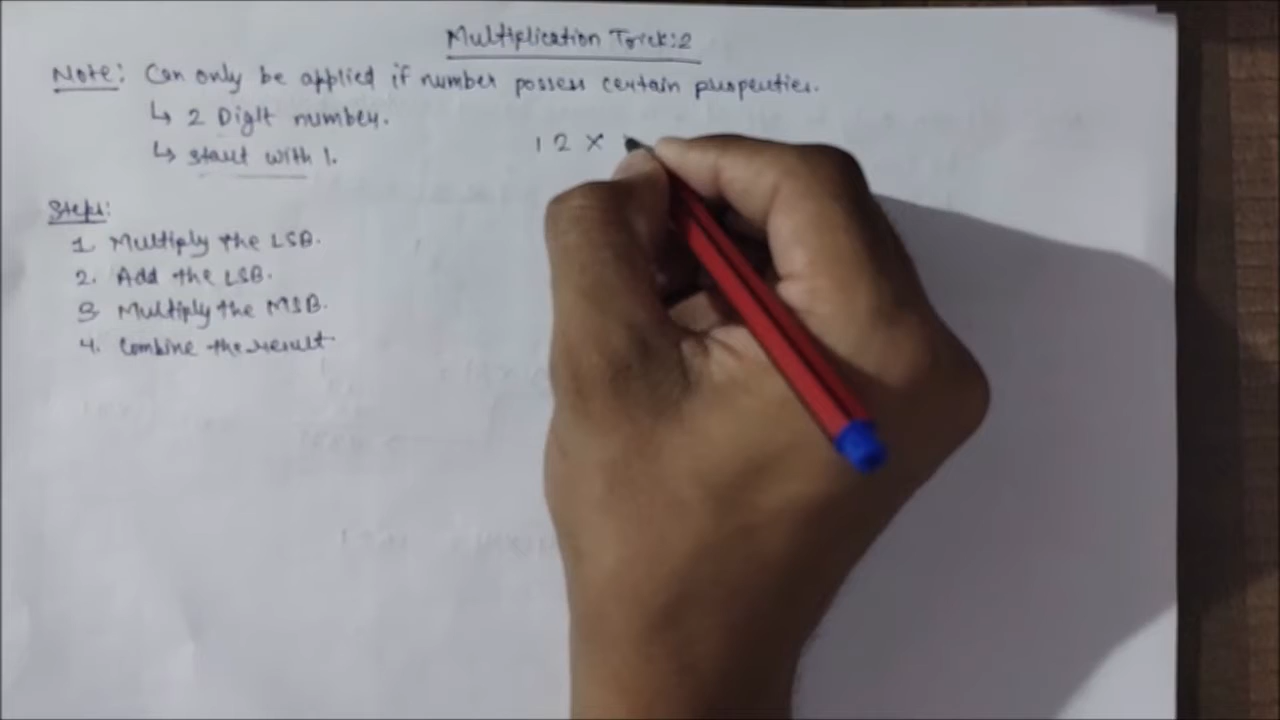 Multiplication Trick:2
Note: Can only be applied if number possess certain properties.
↳ 2 Digit number.
↳ start with 1.
12 ×
Steps:
1. Multiply the LSB.
2. Add the LSB.
3 Multiply the MSB.
4. Combine the result